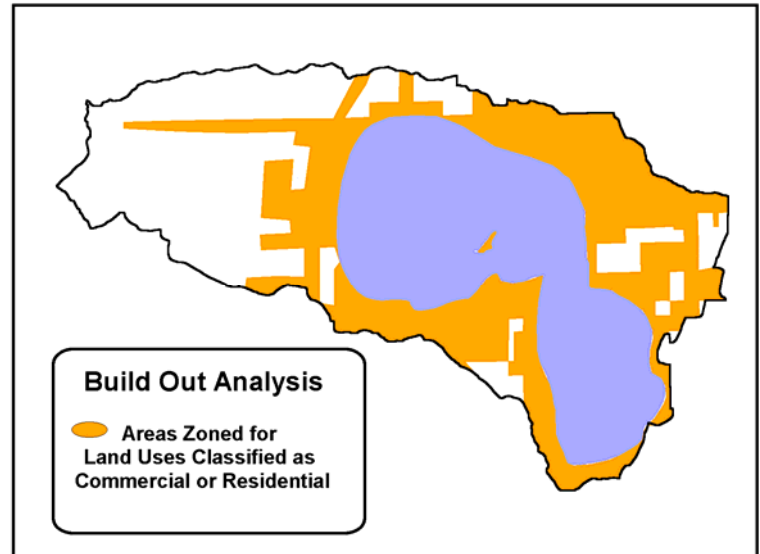 Build Out Analysis
Areas Zoned for
Land Uses Classified as
Commercial or Residential